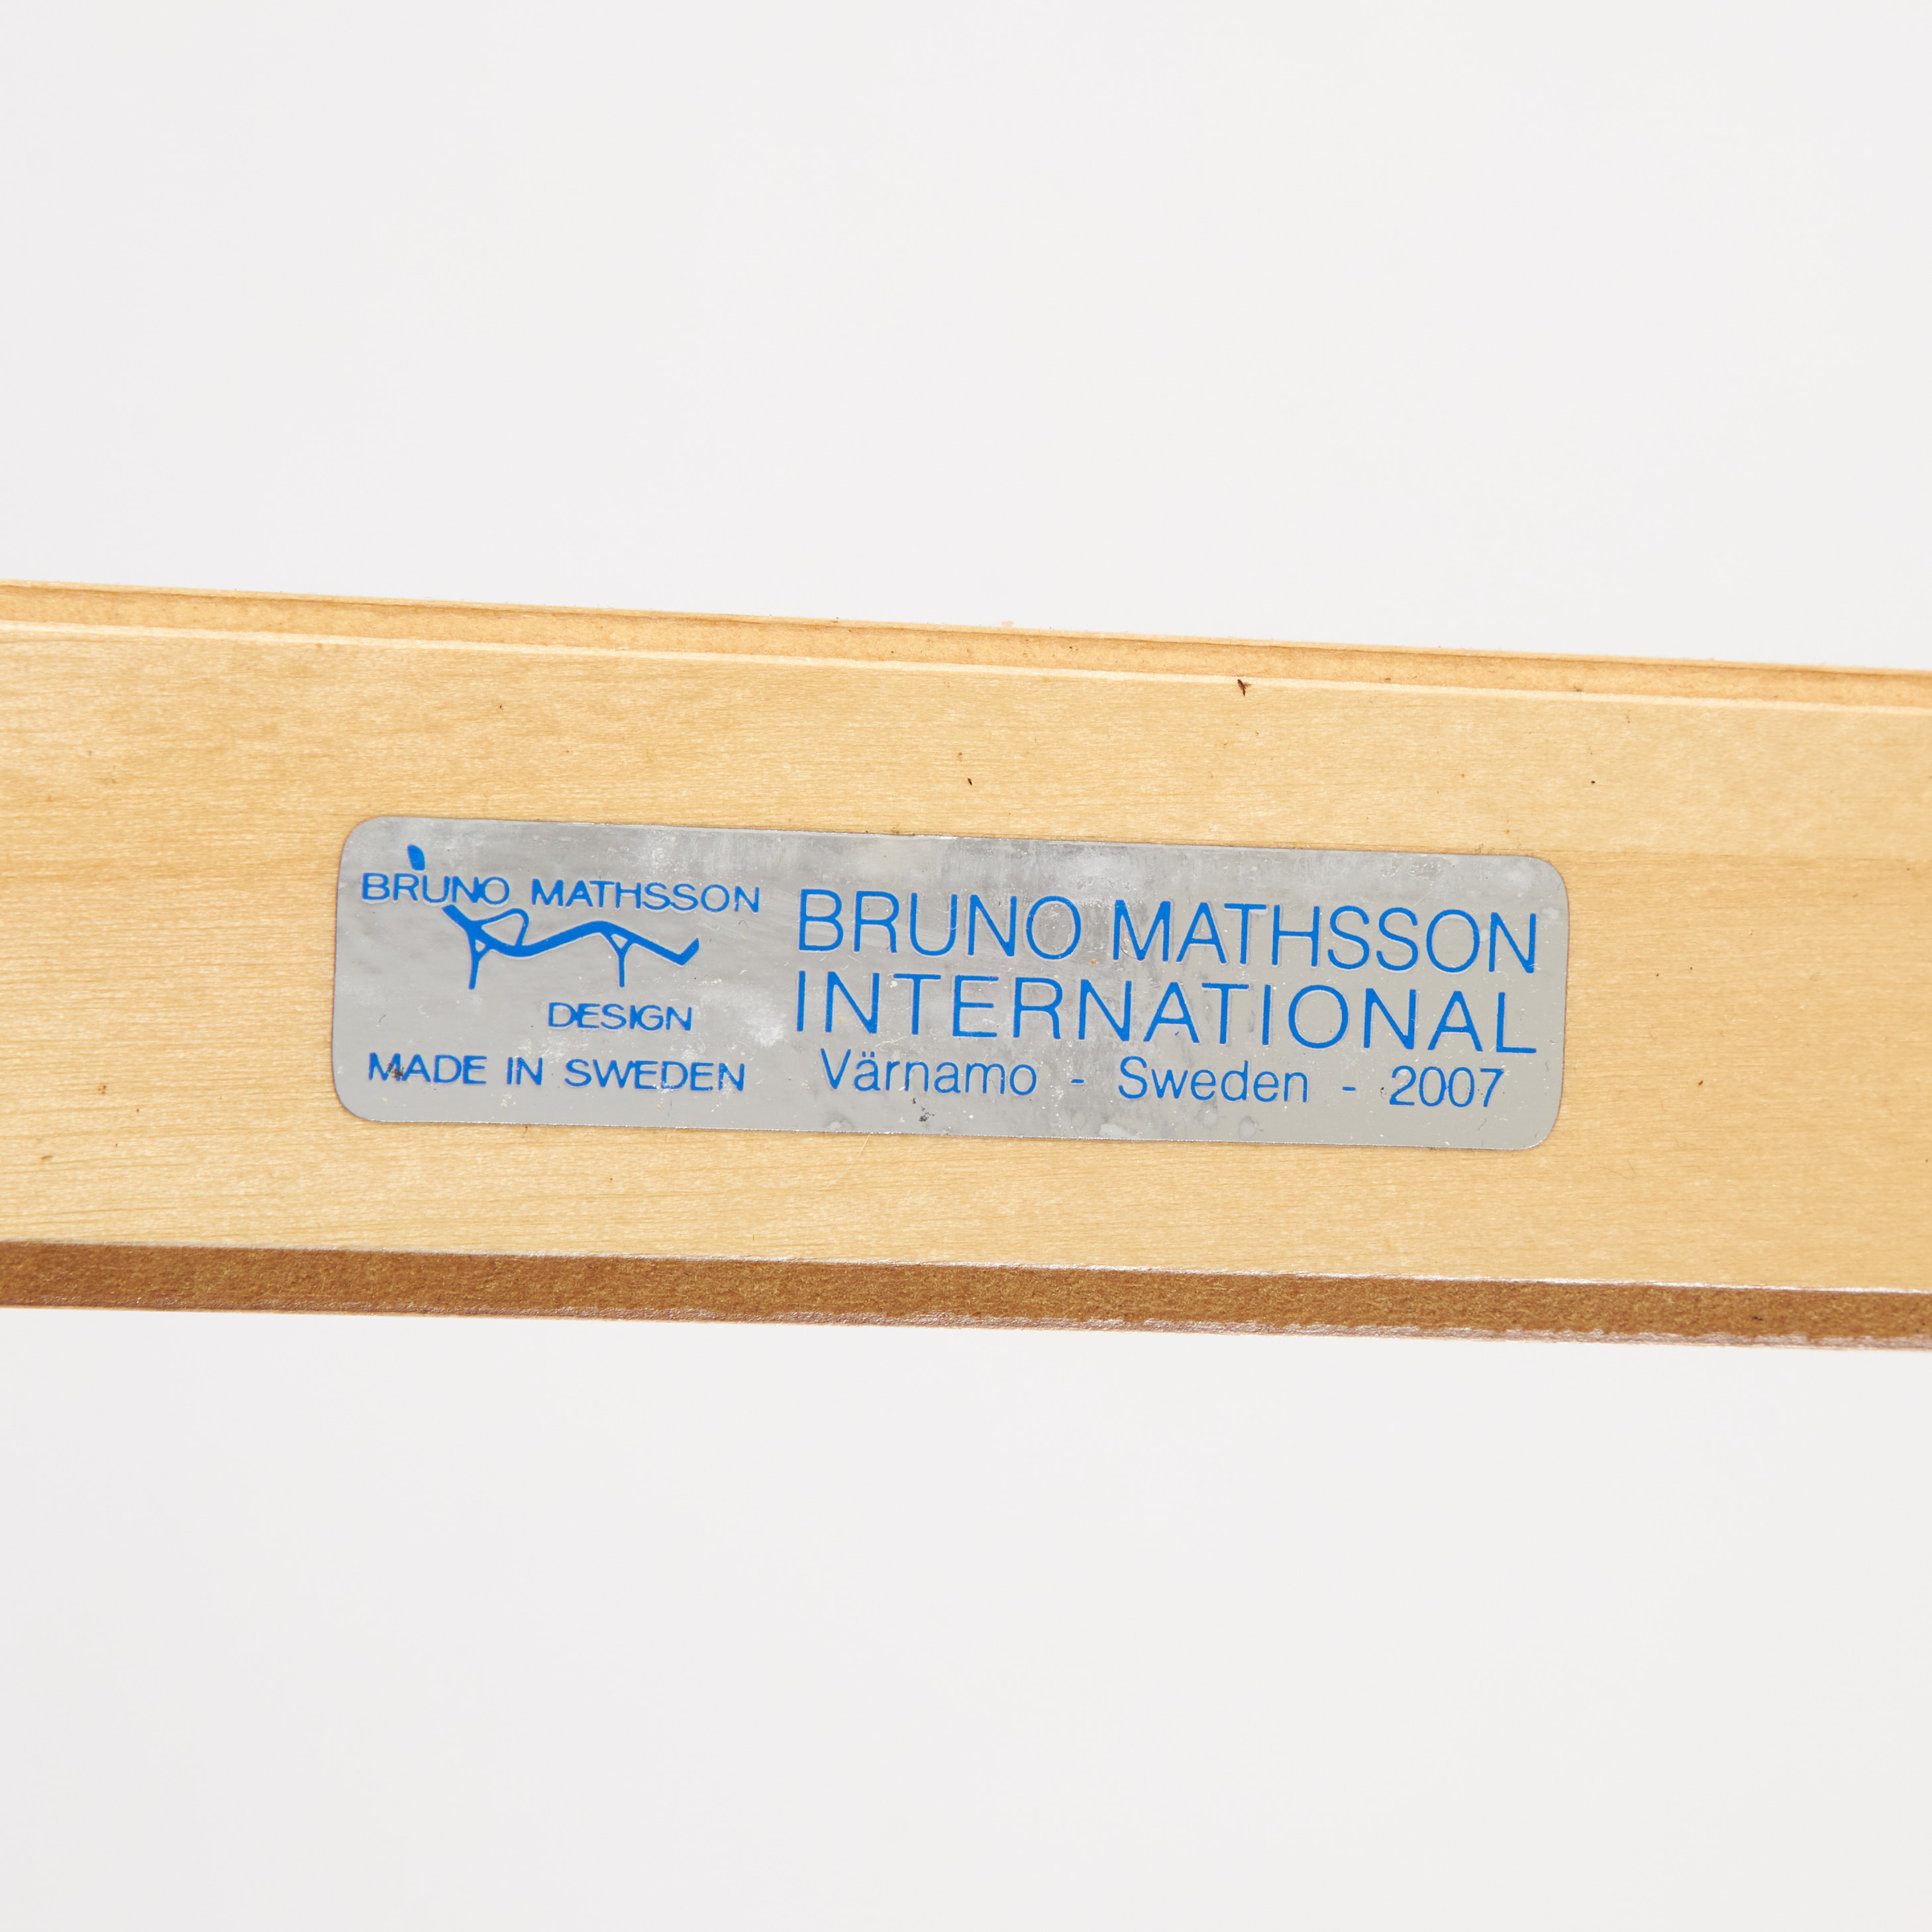 BRUNO MATHSSON
DESIGN
MADE IN SWEDEN
BRUNO MATHSSON
INTERNATIONAL
Värnamo - Sweden - 2007